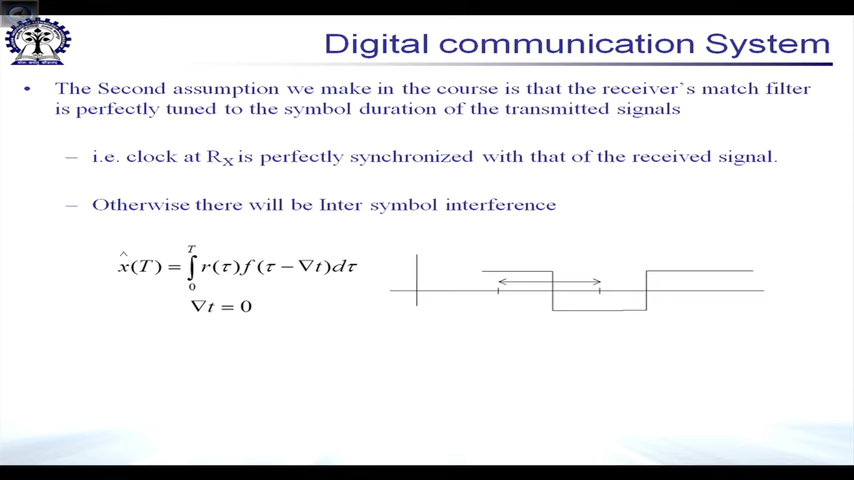 Digital communication System
• The Second assumption we make in the course is that the receiver's match filter
is perfectly tuned to the symbol duration of the transmitted signals
– i.e. clock at R_X is perfectly synchronized with that of the received signal.
– Otherwise there will be Inter symbol interference
x̂(T) = ∫₀ᵀ r(τ) f(τ − ∇t)dτ
∇t = 0